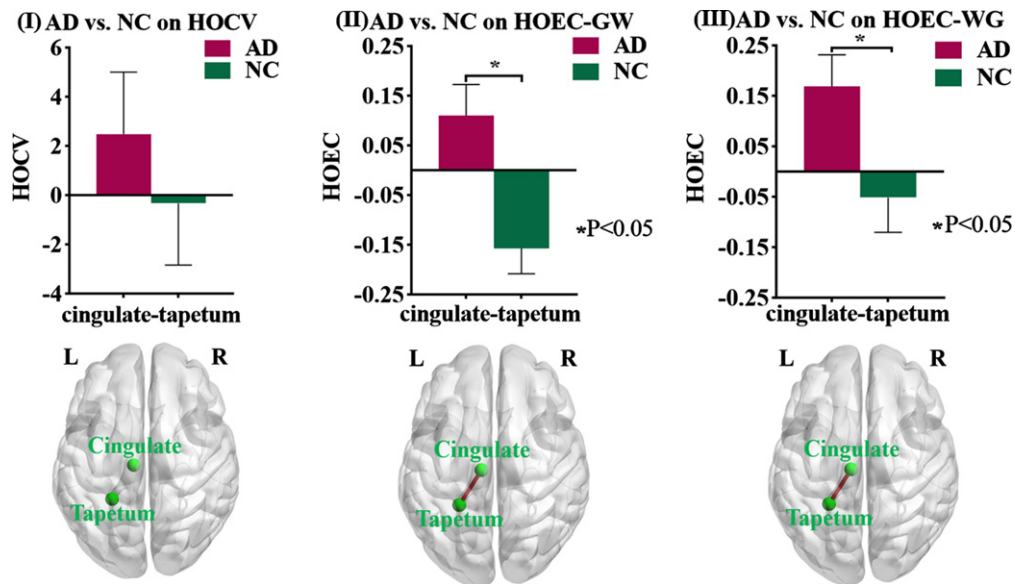 (I) AD vs. NC on HOCV
6
4
2
0
-2
-4
HOCV
AD
NC
cingulate-tapetum
(II) AD vs. NC on HOEC-GW
0.25
0.15
0.05
-0.05
-0.15
-0.25
HOEC
AD
NC
*
*P<0.05
cingulate-tapetum
(III) AD vs. NC on HOEC-WG
0.25
0.15
0.05
-0.05
-0.15
-0.25
HOEC
AD
NC
*
*P<0.05
cingulate-tapetum
L R
Cingulate
Tapetum
L R
Cingulate
Tapetum
L R
Cingulate
Tapetum